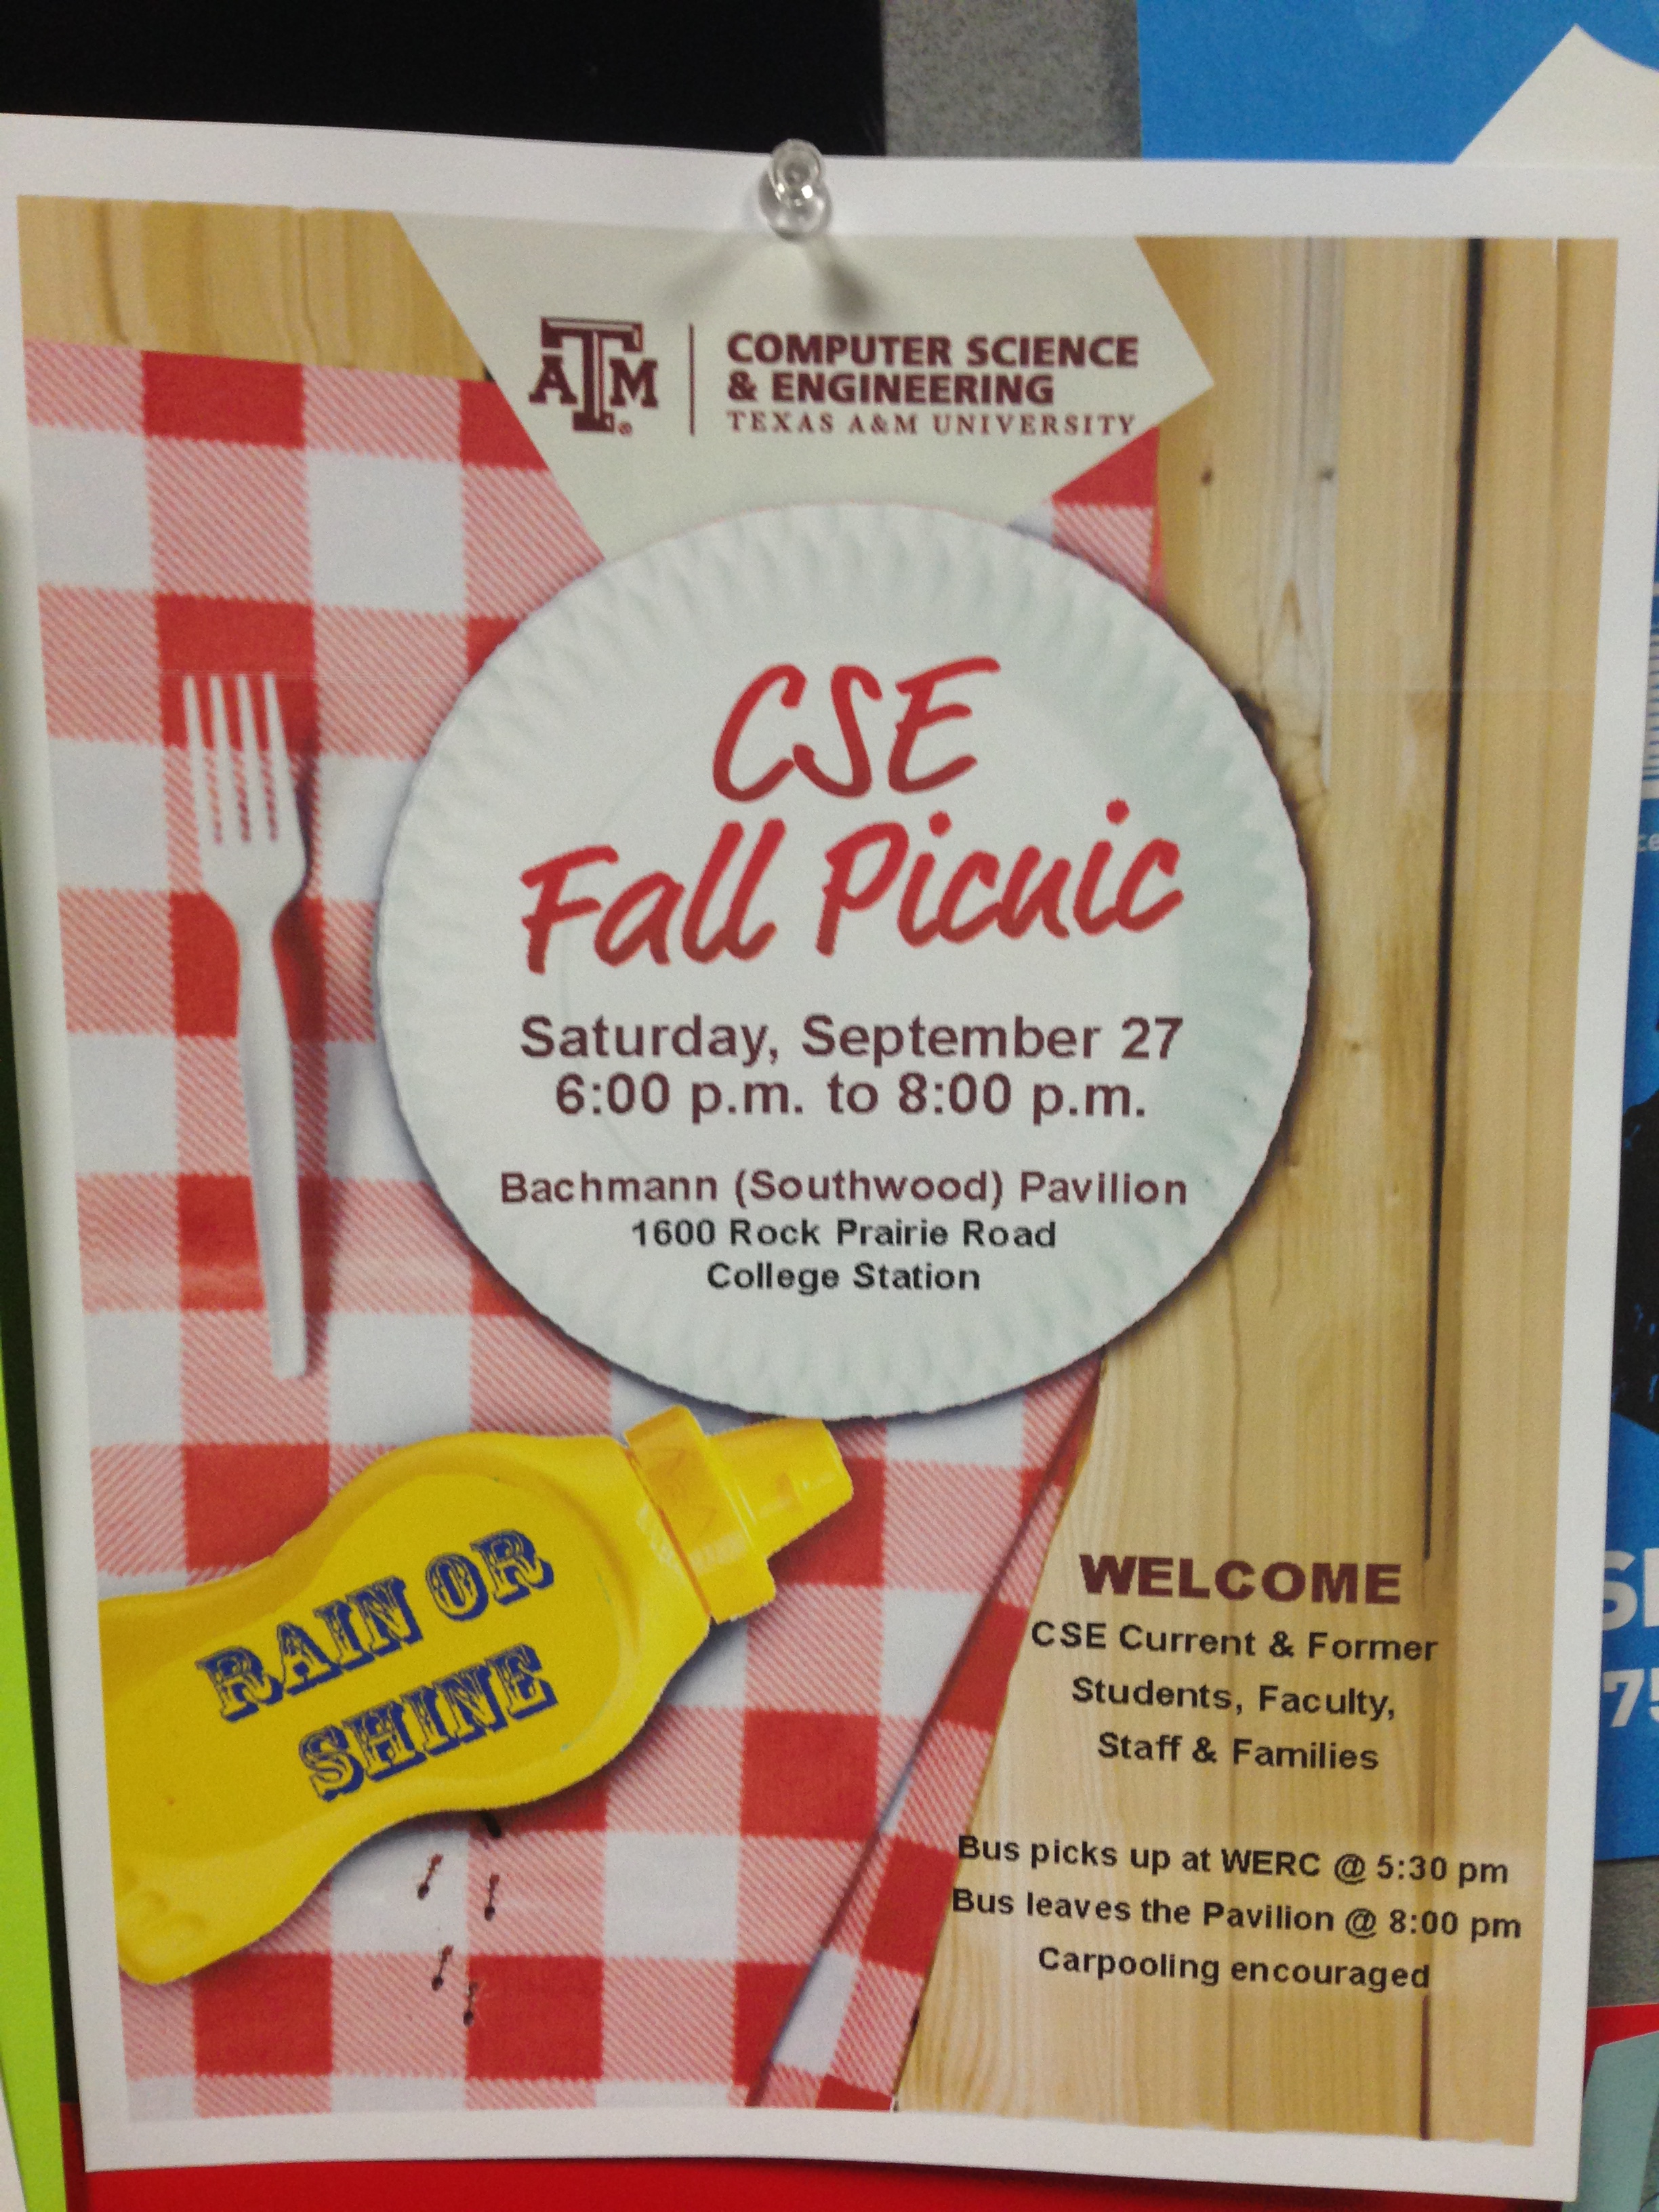 ATM®
COMPUTER SCIENCE
& ENGINEERING
TEXAS A&M UNIVERSITY
CSE
Fall Picnic
Saturday, September 27
6:00 p.m. to 8:00 p.m.
Bachmann (Southwood) Pavilion
1600 Rock Prairie Road
College Station
RAIN OR
SHINE
WELCOME
CSE Current & Former
Students, Faculty,
Staff & Families
Bus picks up at WERC @ 5:30 pm
Bus leaves the Pavilion @ 8:00 pm
Carpooling encouraged